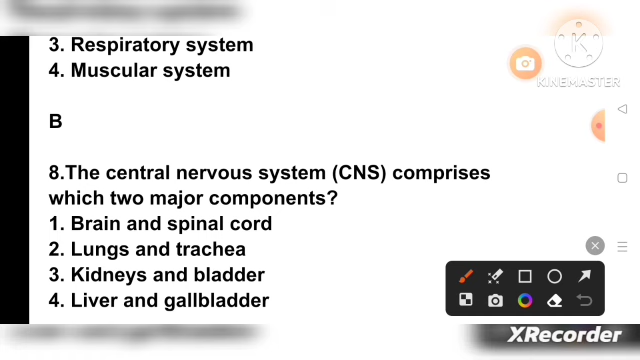 3. Respiratory system
4. Muscular system
B
8.The central nervous system (CNS) comprises
which two major components?
1. Brain and spinal cord
2. Lungs and trachea
3. Kidneys and bladder
4. Liver and gallbladder
KINEMASTER
XRecorder